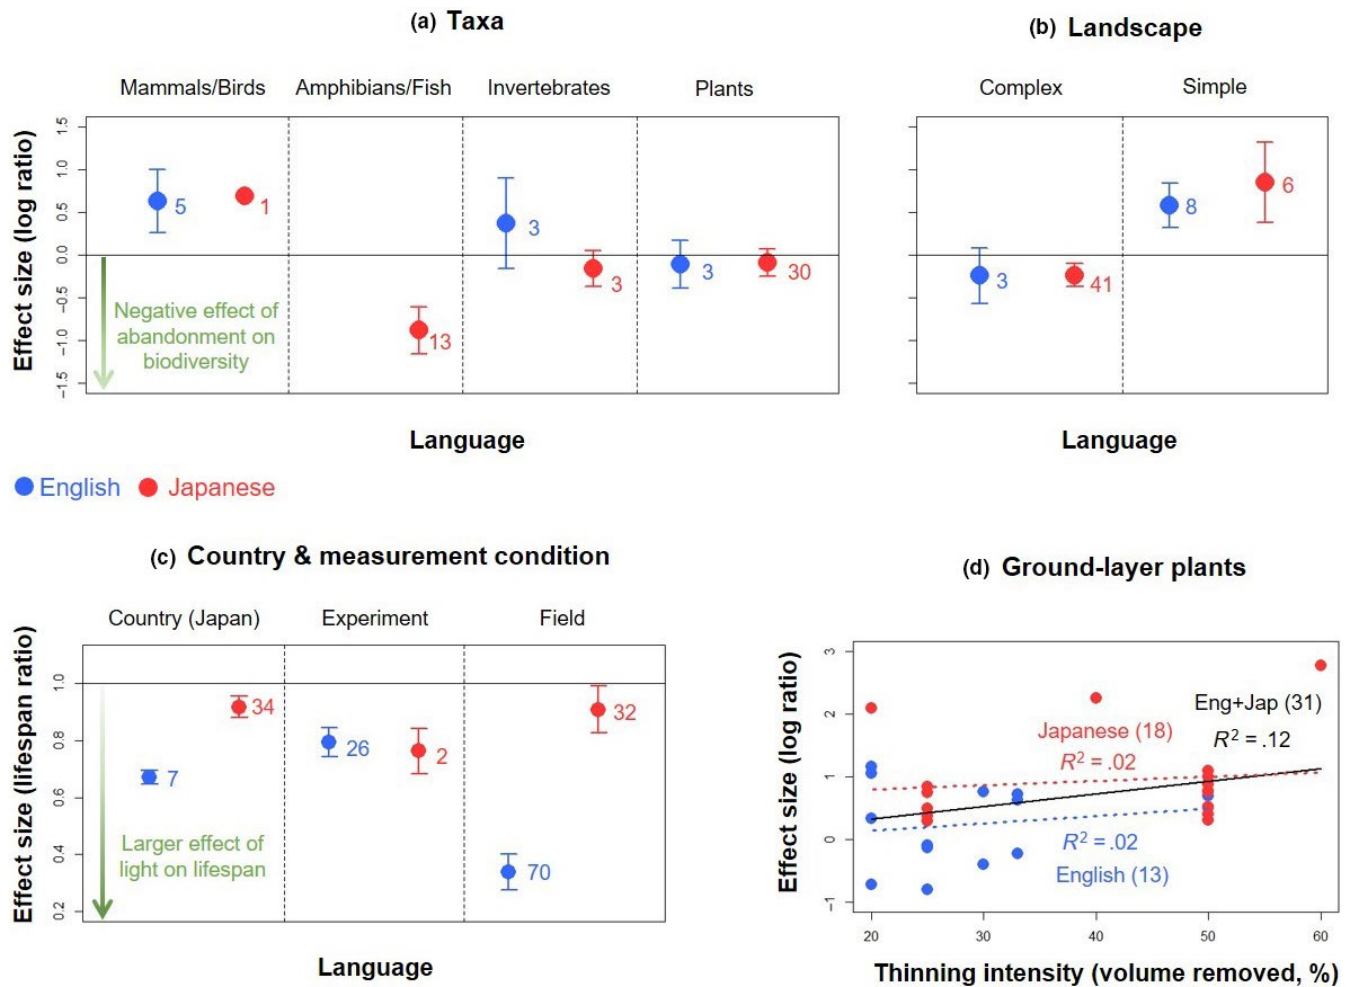 (a) Taxa
(b) Landscape
Mammals/Birds Amphibians/Fish Invertebrates Plants
Complex Simple
Effect size (log ratio)
1.5
1.0
0.5
0.0
−0.5
−1.0
−1.5
5
1
13
3
3
3
30
3
41
8
6
Negative effect of
abandonment on
biodiversity
Language
Language
English Japanese
(c) Country & measurement condition
Country (Japan) Experiment Field
Effect size (lifespan ratio)
1.0
0.8
0.6
0.4
0.2
7
34
26
2
70
32
Larger effect of
light on lifespan
Language
(d) Ground-layer plants
Effect size (log ratio)
3
2
1
0
−1
Eng+Jap (31)
R² = .12
Japanese (18)
R² = .02
R² = .02
English (13)
20 30 40 50 60
Thinning intensity (volume removed, %)